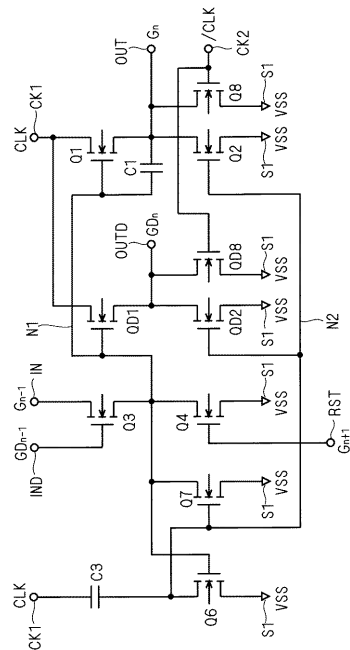 OUT
Gn
/CLK
CK2
CLK
CK1
Q1
C1
Q8
S1
VSS
Q2
S1
VSS
OUTD
GDn
QD8
S1
VSS
N1
QD1
QD2
S1
VSS
N2
Gn-1
IN
GDn-1
IND
Q3
Q4
S1
VSS
RST
Gn+1
Q7
S1
VSS
CLK
CK1
C3
Q6
S1
VSS